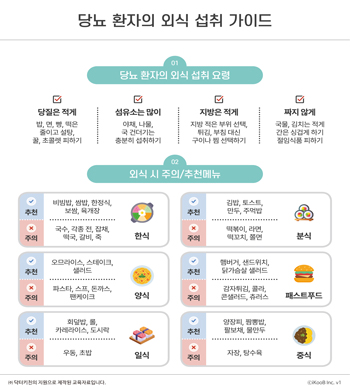 당뇨 환자의 외식 섭취 가이드
01
당뇨 환자의 외식 섭취 요령
당질은 적게
밥, 면, 빵, 떡은
줄이고 설탕,
꿀, 초콜렛 피하기
섬유소는 많이
야채, 나물,
국 건더기는
충분히 섭취하기
지방은 적게
지방 적은 부위 선택,
튀김, 부침 대신
구이나 찜 선택하기
짜지 않게
국물, 김치는 적게
간은 싱겁게 하기
절임식품 피하기
02
외식 시 주의/추천메뉴
추천
비빔밥, 쌈밥, 한정식,
보쌈, 육개장
주의
국수, 각종 전, 잡채,
떡국, 갈비, 죽
한식
추천
김밥, 토스트,
만두, 주먹밥
주의
떡볶이, 라면,
떡꼬치, 쫄면
분식
추천
오므라이스, 스테이크,
샐러드
주의
파스타, 스프, 돈까스,
팬케이크
양식
추천
햄버거, 샌드위치,
닭가슴살 샐러드
주의
감자튀김, 콜라,
콘샐러드, 츄러스
패스트푸드
추천
회덮밥, 롤,
카레라이스, 도시락
주의
우동, 초밥
일식
추천
양장피, 짬뽕밥,
팔보채, 물만두
주의
자장, 탕수육
중식
닥터키친의 지원으로 제작된 교육자료입니다.
ⓒiKooB Inc. v1